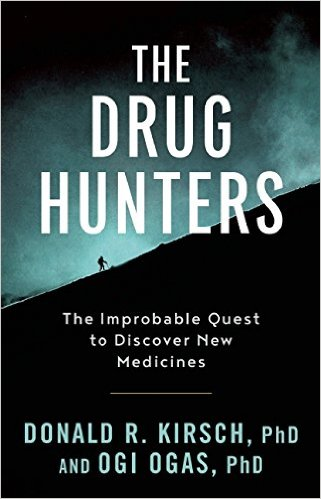 THE
DRUG
HUNTERS
The Improbable Quest
to Discover New
Medicines
DONALD R. KIRSCH, PhD
AND OGI OGAS, PhD